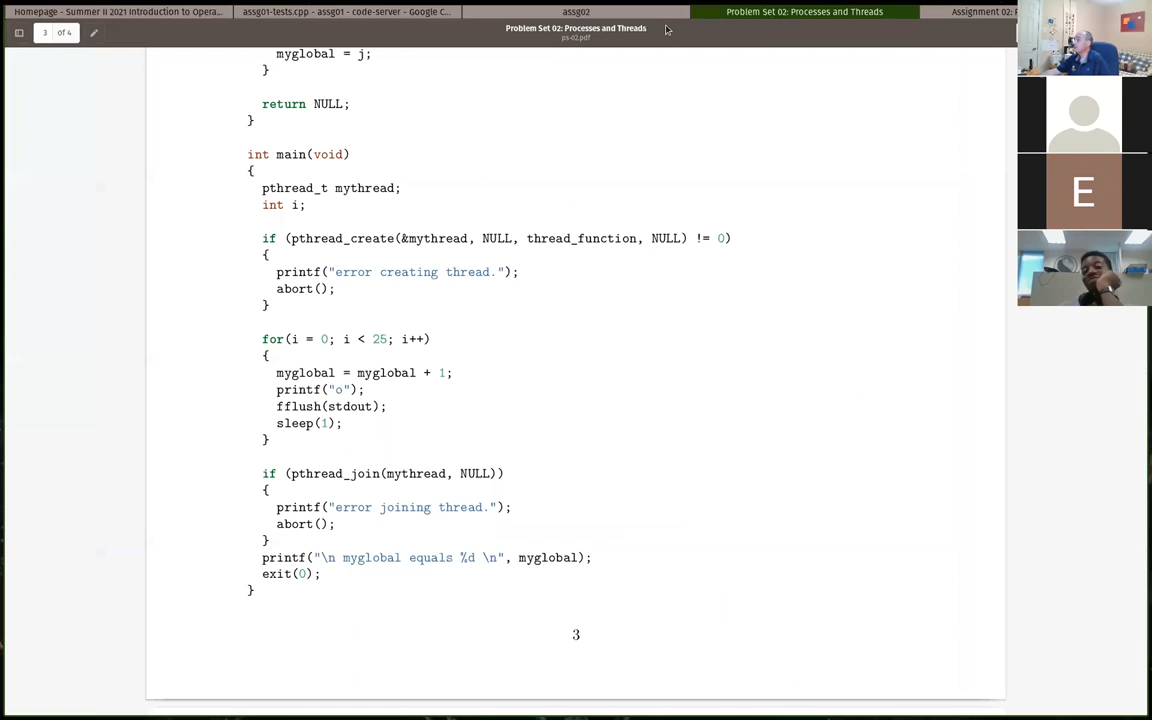 Homepage - Summer II 2021 Introduction to Opera...
assg01-tests.cpp - assg01 - code-server - Google C...
assg02
Problem Set 02: Processes and Threads
Assignment 02:
3 of 4
Problem Set 02: Processes and Threads
ps-02.pdf
myglobal = j;
}
return NULL;
}
int main(void)
{
pthread_t mythread;
int i;
if (pthread_create(&mythread, NULL, thread_function, NULL) != 0)
{
printf("error creating thread.");
abort();
}
for(i = 0; i < 25; i++)
{
myglobal = myglobal + 1;
printf("o");
fflush(stdout);
sleep(1);
}
if (pthread_join(mythread, NULL))
{
printf("error joining thread.");
abort();
}
printf("\n myglobal equals %d \n", myglobal);
exit(0);
}
3
E